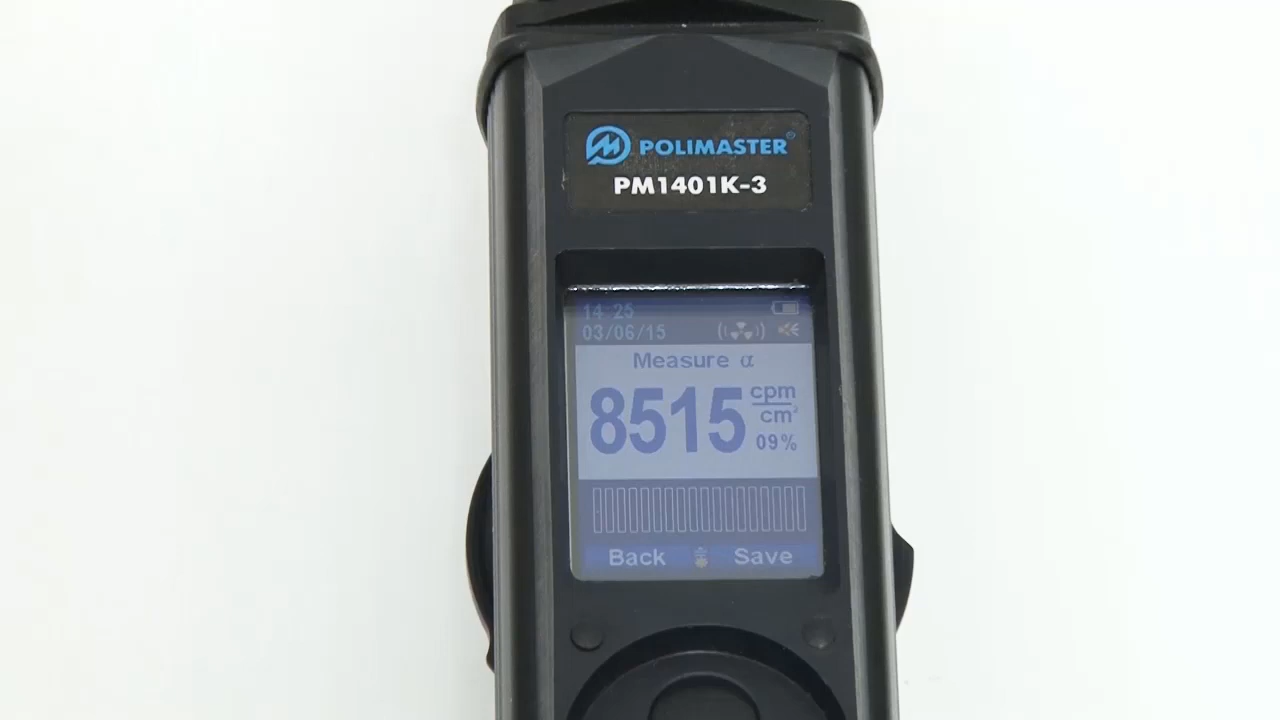 POLIMASTER®
PM1401K-3
14 25
03/06/15
Measure α
8515 cpm
cm²
09%
Back Save